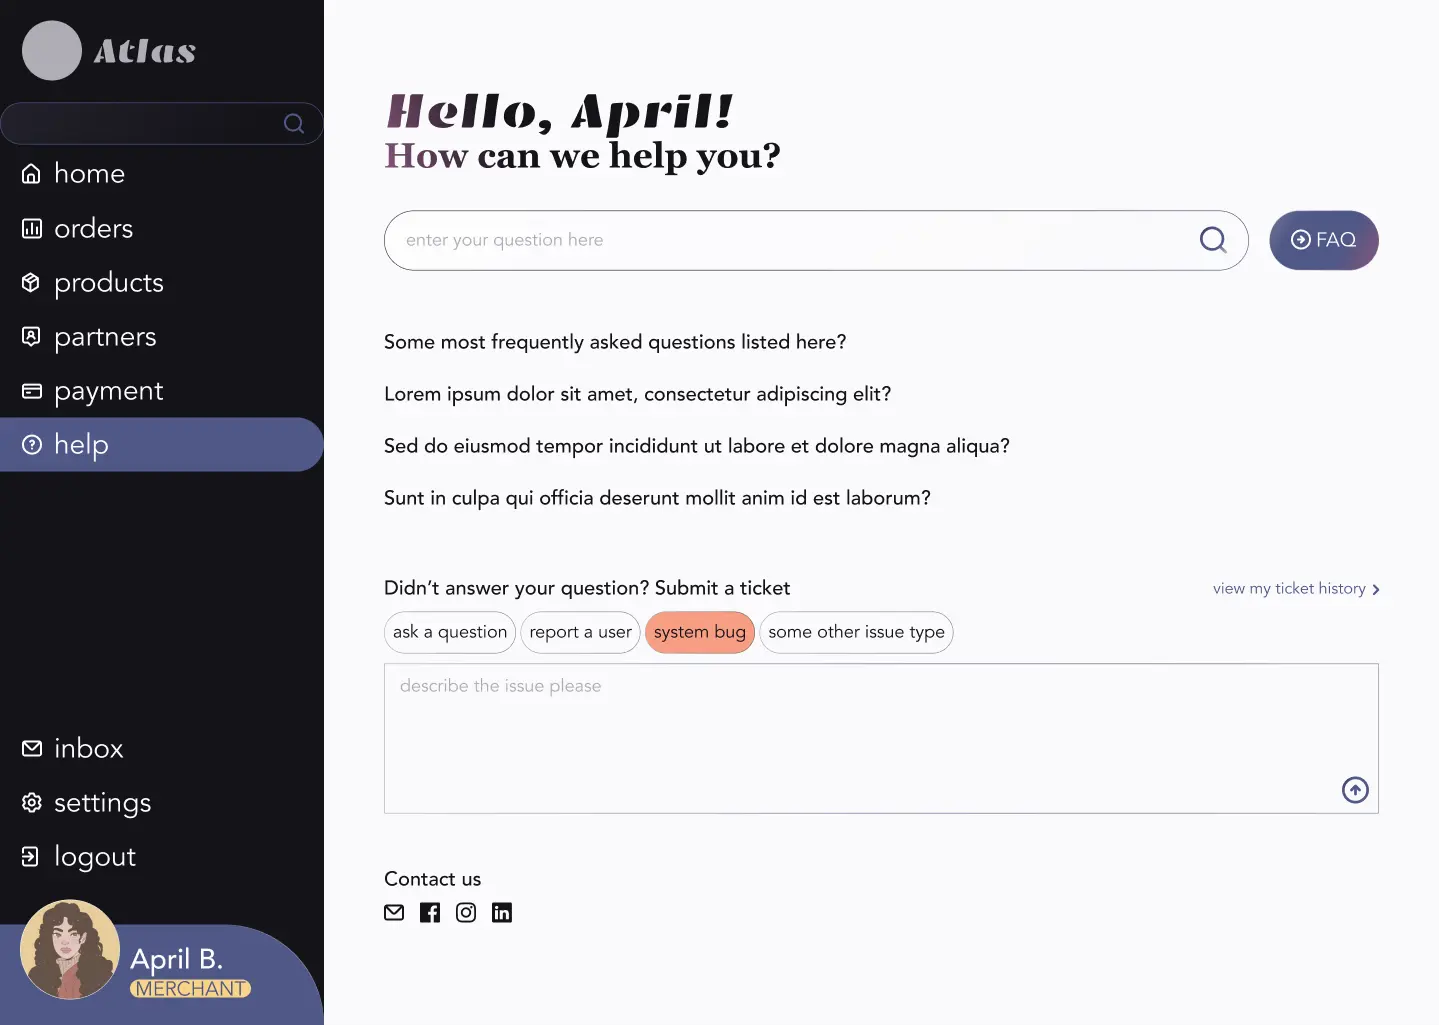 Atlas
home
orders
products
partners
payment
help
inbox
settings
logout
April B.
MERCHANT
Hello, April!
How can we help you?
enter your question here
FAQ
Some most frequently asked questions listed here?
Lorem ipsum dolor sit amet, consectetur adipiscing elit?
Sed do eiusmod tempor incididunt ut labore et dolore magna aliqua?
Sunt in culpa qui officia deserunt mollit anim id est laborum?
Didn’t answer your question? Submit a ticket
view my ticket history
ask a question
report a user
system bug
some other issue type
describe the issue please
Contact us